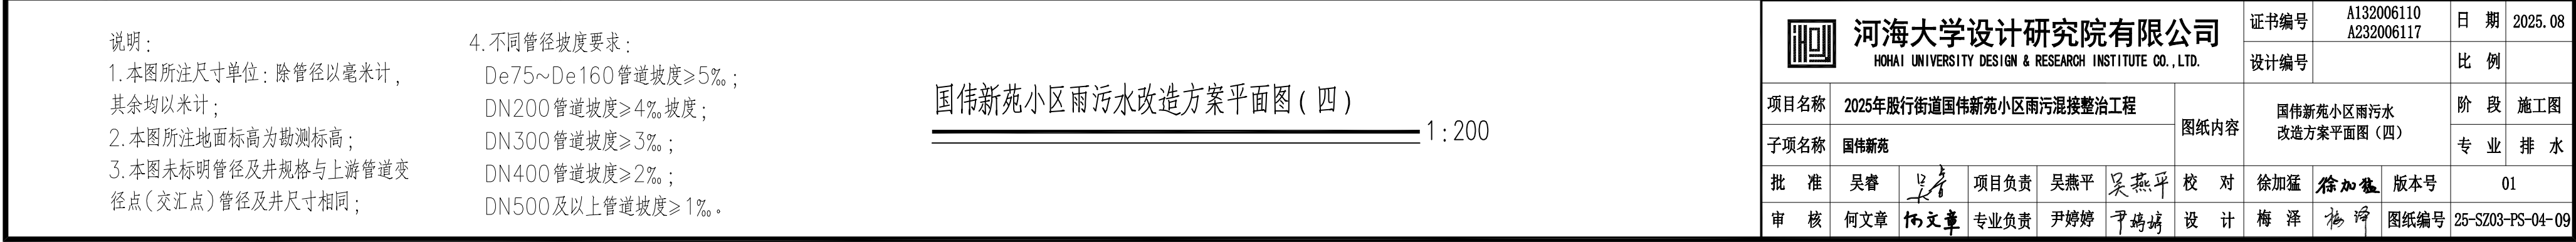 说明：
1.本图所注尺寸单位：除管径以毫米计，
其余均以米计；
2.本图所注地面标高为勘测标高；
3.本图未标明管径及井规格与上游管道变
径点（交汇点）管径及井尺寸相同；
4.不同管径坡度要求：
De75~De160管道坡度≥5‰；
DN200管道坡度≥4‰坡度；
DN300管道坡度≥3‰；
DN400管道坡度≥2‰；
DN500及以上管道坡度≥1‰。
国伟新苑小区雨污水改造方案平面图（四）
1:200
河海大学设计研究院有限公司
HOHAI UNIVERSITY DESIGN & RESEARCH INSTITUTE CO.,LTD.
证书编号 A132006110
A232006117
日 期 2025.08
设计编号
比 例
项目名称 2025年殷行街道国伟新苑小区雨污混接整治工程
子项名称 国伟新苑
图纸内容 国伟新苑小区雨污水
改造方案平面图（四）
阶 段 施工图
专 业 排 水
批 准 吴睿 吴睿 项目负责 吴燕平 吴燕平 校 对 徐加猛 徐加猛 版本号 01
审 核 何文章 何文章 专业负责 尹婷婷 尹婷婷 设 计 梅 泽 梅泽 图纸编号 25-SZ03-PS-04-09